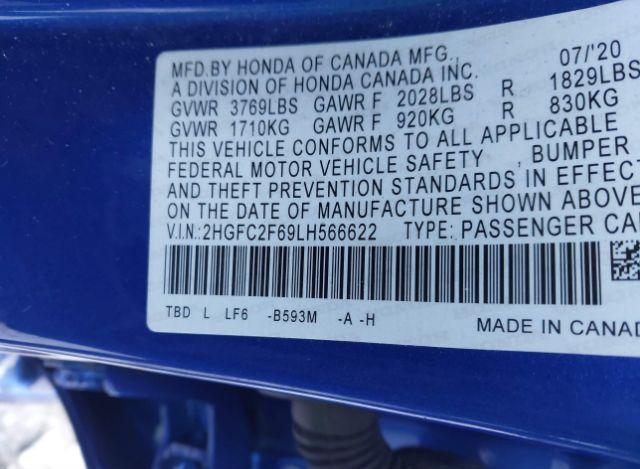 MFD.BY HONDA OF CANADA MFG., 07/'20
A DIVISION OF HONDA CANADA INC.
GVWR 3769LBS GAWR F 2028LBS R 1829LBS
GVWR 1710KG GAWR F 920KG R 830KG
THIS VEHICLE CONFORMS TO ALL APPLICABLE
FEDERAL MOTOR VEHICLE SAFETY , BUMPER
AND THEFT PREVENTION STANDARDS IN EFFECT
ON THE DATE OF MANUFACTURE SHOWN ABOVE
V.I.N.:2HGFC2F69LH566622 TYPE: PASSENGER CA
TBD L LF6 -B593M -A -H
MADE IN CANAD